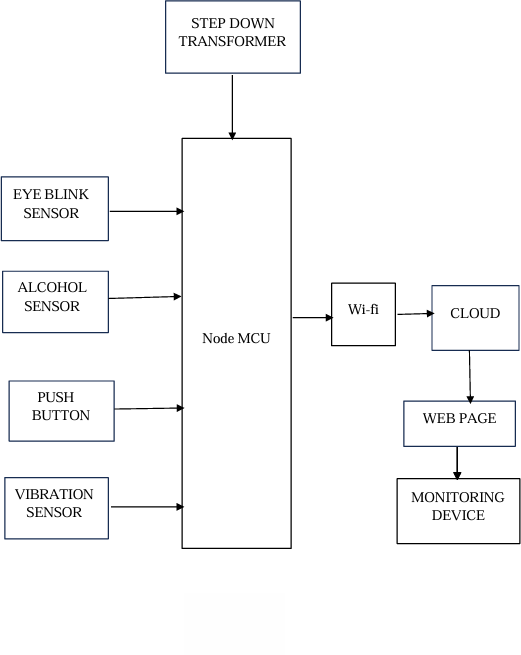 STEP DOWN
TRANSFORMER
EYE BLINK
SENSOR
ALCOHOL
SENSOR
PUSH
BUTTON
VIBRATION
SENSOR
Node MCU
Wi-fi
CLOUD
WEB PAGE
MONITORING
DEVICE